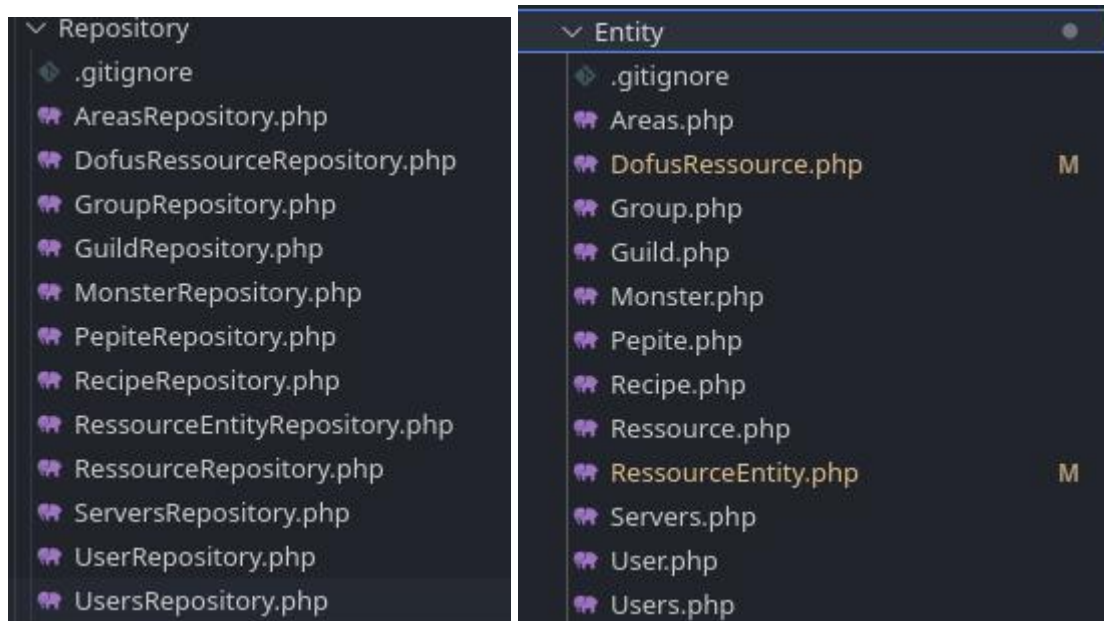 Repository
.gitignore
AreasRepository.php
DofusRessourceRepository.php
GroupRepository.php
GuildRepository.php
MonsterRepository.php
PepiteRepository.php
RecipeRepository.php
RessourceEntityRepository.php
RessourceRepository.php
ServersRepository.php
UserRepository.php
UsersRepository.php
Entity
.gitignore
Areas.php
DofusRessource.php M
Group.php
Guild.php
Monster.php
Pepite.php
Recipe.php
Ressource.php
RessourceEntity.php M
Servers.php
User.php
Users.php